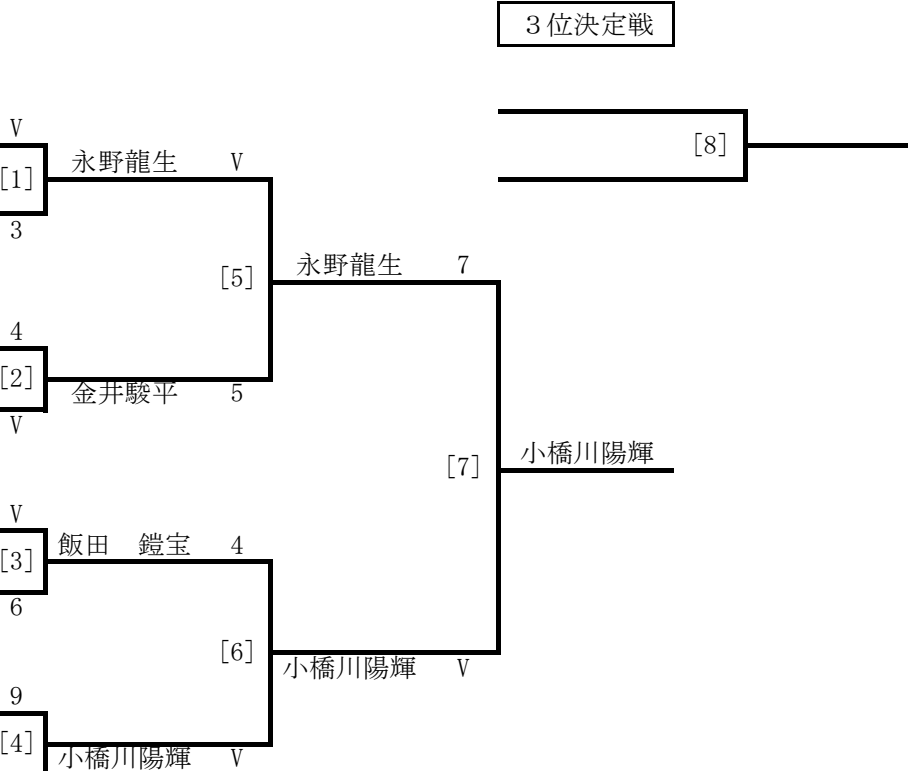 ３位決定戦
V
[8]
永野龍生 V
[1]
3
永野龍生 7
[5]
4
[2]
金井駿平 5
V
小橋川陽輝
[7]
V
飯田　鎧宝 4
[3]
6
[6]
小橋川陽輝 V
9
[4]
小橋川陽輝 V